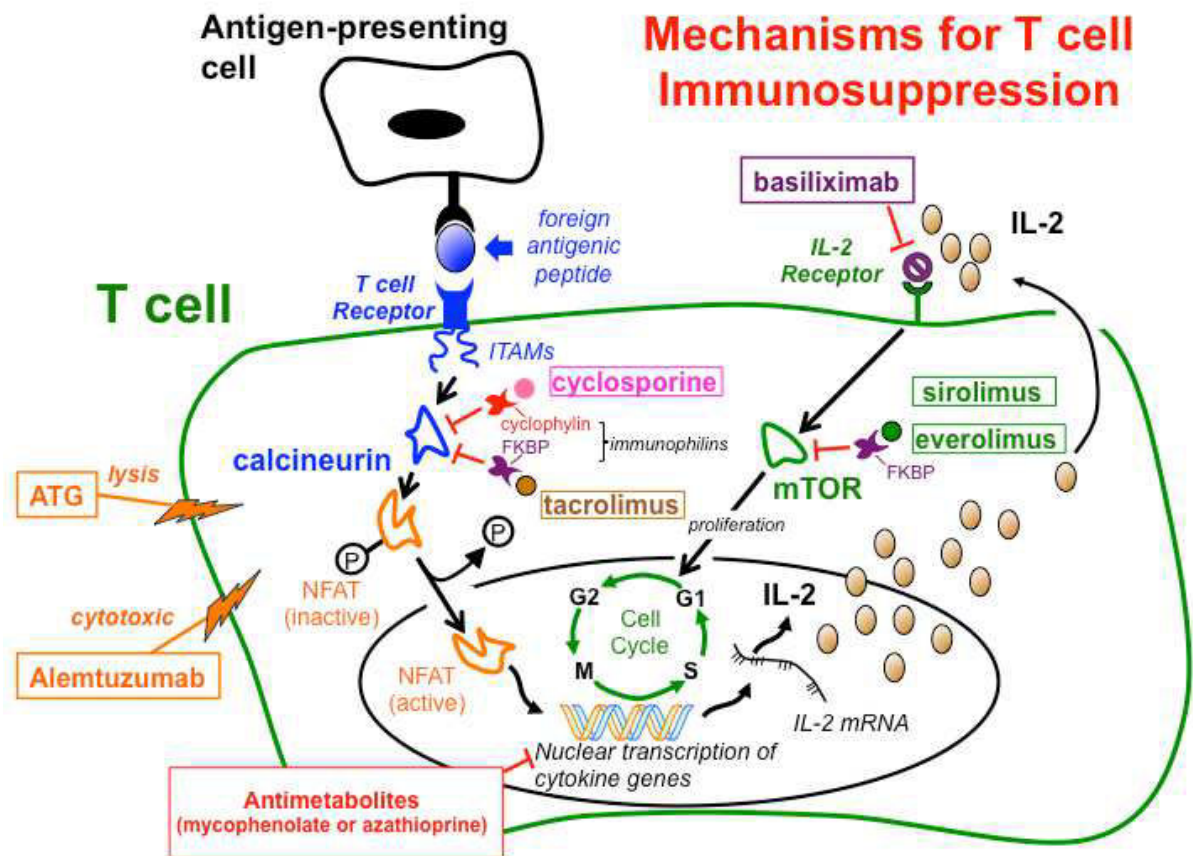 Antigen-presenting
cell
Mechanisms for T cell
Immunosuppression
basiliximab
IL-2
foreign
antigenic
peptide
IL-2
Receptor
T cell
T cell
Receptor
ITAMs
cyclosporine
cyclophylin
FKBP
immunophilins
sirolimus
everolimus
FKBP
calcineurin
mTOR
lysis
ATG
tacrolimus
proliferation
P
P
NFAT
(inactive)
G2
G1
Cell
Cycle
M
S
IL-2
cytotoxic
Alemtuzumab
NFAT
(active)
IL-2 mRNA
Nuclear transcription of
cytokine genes
Antimetabolites
(mycophenolate or azathioprine)